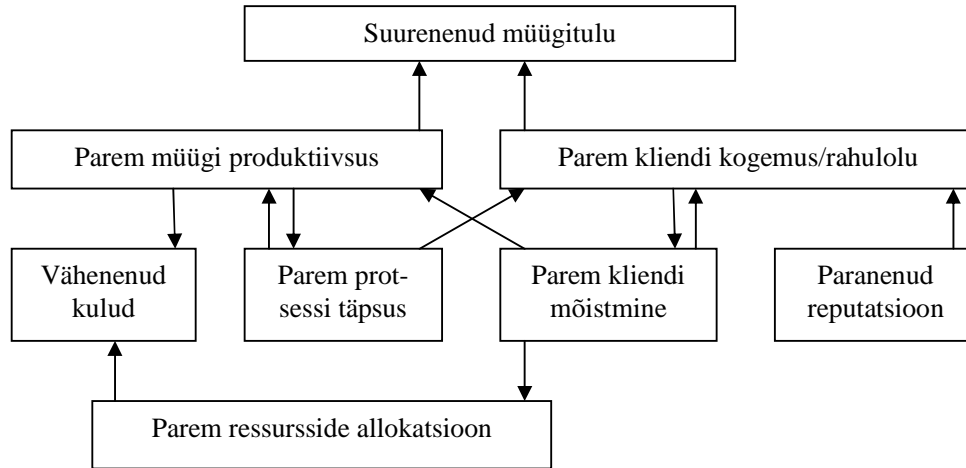 Suurenenud müügitulu
Parem müügi produktiivsus
Parem kliendi kogemus/rahulolu
Vähenenud
kulud
Parem prot-
sessi täpsus
Parem kliendi
mõistmine
Paranenud
reputatsioon
Parem ressursside allokatsioon